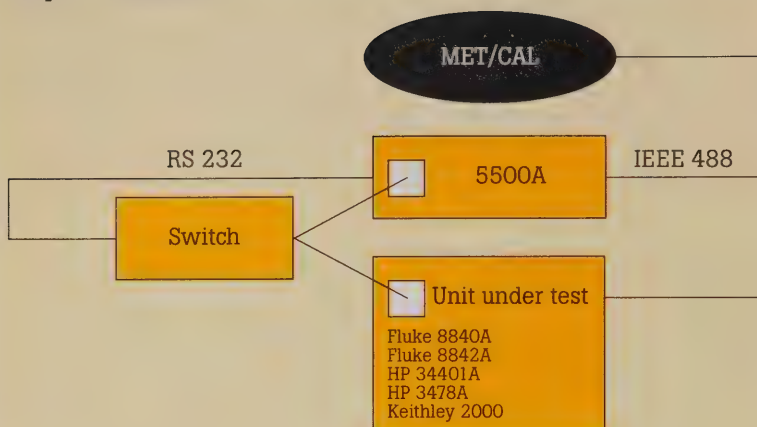 MET/CAL
RS 232
5500A
IEEE 488
Switch
Unit under test
Fluke 8840A
Fluke 8842A
HP 34401A
HP 3478A
Keithley 2000